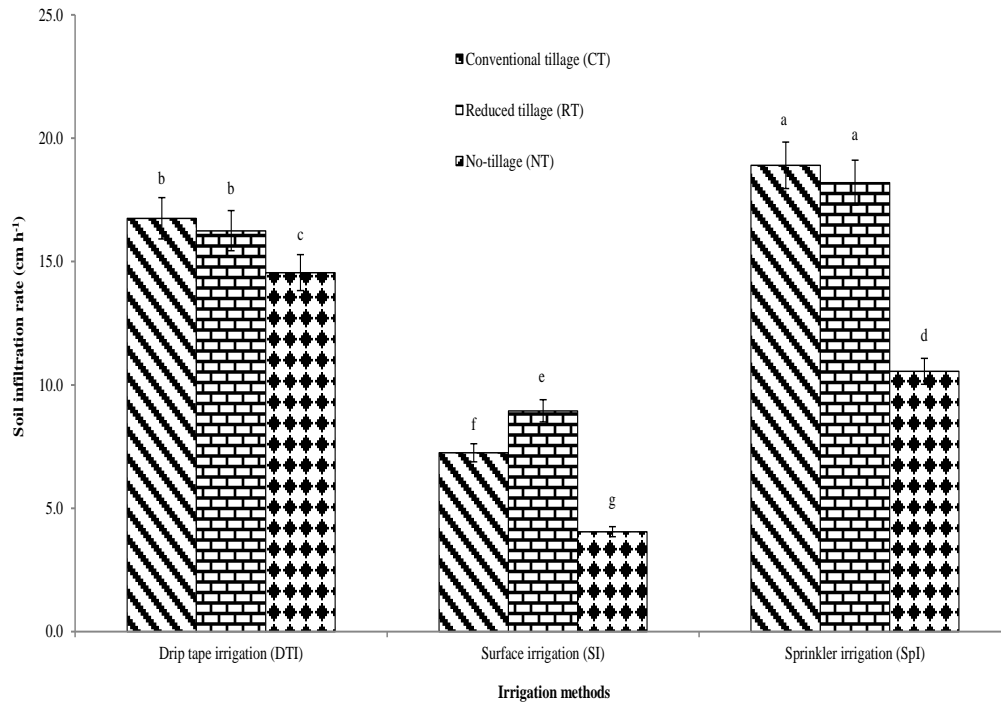 25.0
20.0
15.0
10.0
5.0
0.0
Soil infiltration rate (cm h⁻¹)
Conventional tillage (CT)
Reduced tillage (RT)
No-tillage (NT)
b
b
c
f
e
g
a
a
d
Drip tape irrigation (DTI)
Surface irrigation (SI)
Sprinkler irrigation (SpI)
Irrigation methods